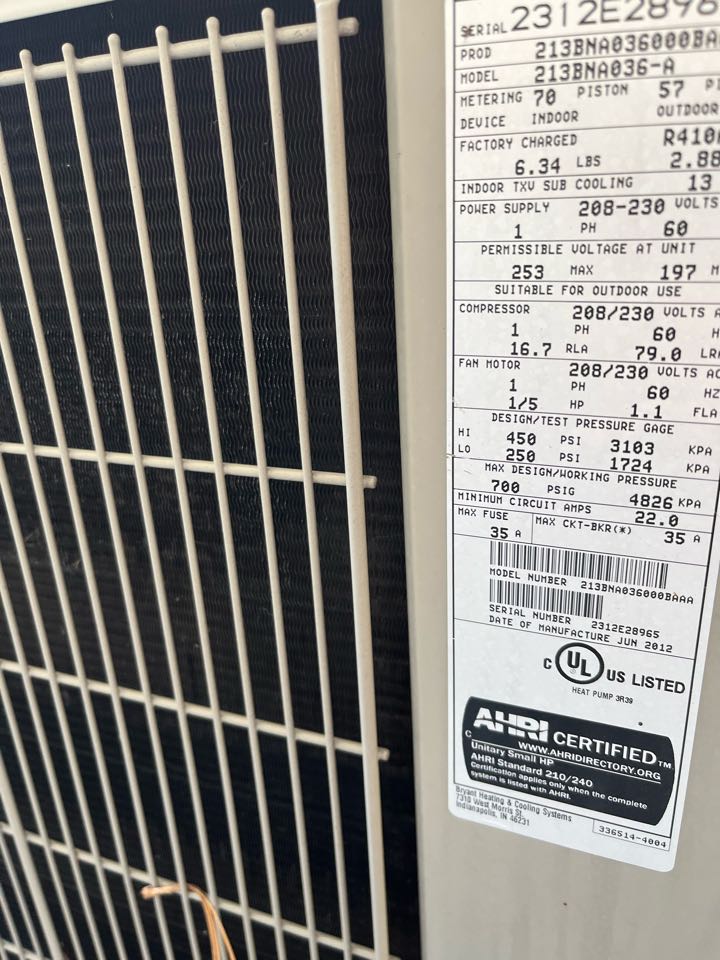 SERIAL 2312E28965
PROD 213BNA036000BAA
MODEL 213BNA036-A
METERING 70 PISTON 57 PI
DEVICE INDOOR OUTDOOR
FACTORY CHARGED R410A
6.34 LBS 2.88
INDOOR TXV SUB COOLING 13
POWER SUPPLY 208-230 VOLTS
1 PH 60
PERMISSIBLE VOLTAGE AT UNIT
253 MAX 197 M
SUITABLE FOR OUTDOOR USE
COMPRESSOR 208/230 VOLTS A
1 PH 60 H
16.7 RLA 79.0 LRA
FAN MOTOR 208/230 VOLTS AC
1 PH 60 HZ
1/5 HP 1.1 FLA
DESIGN/TEST PRESSURE GAGE
HI 450 PSI 3103 KPA
LO 250 PSI 1724 KPA
MAX DESIGN/WORKING PRESSURE
700 PSIG 4826 KPA
MINIMUM CIRCUIT AMPS 22.0
MAX FUSE MAX CKT-BKR(*)
35 A 35 A
MODEL NUMBER 213BNA036000BAAA
SERIAL NUMBER 2312E28965
DATE OF MANUFACTURE JUN 2012
C UL US LISTED
HEAT PUMP 3R39
AHRI CERTIFIED™
C WWW.AHRIDIRECTORY.ORG
Unitary Small HP
AHRI Standard 210/240
Certification applies only when the complete
system is listed with AHRI.
Bryant Heating & Cooling Systems
7310 West Morris St.
Indianapolis, IN 46231
336514-4004